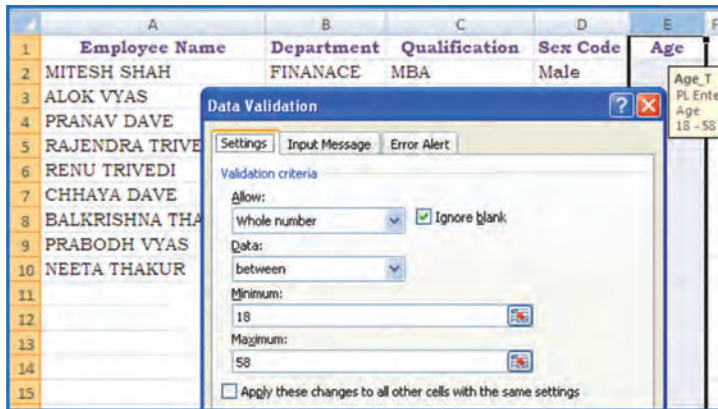 A B C D E F
1 Employee Name Department Qualification Sex Code Age
2 MITESH SHAH FINANACE MBA Male
3 ALOK VYAS
4 PRANAV DAVE
5 RAJENDRA TRIVE
6 RENU TRIVEDI
7 CHHAYA DAVE
8 BALKRISHNA THA
9 PRABODH VYAS
10 NEETA THAKUR
11
12
13
14
15
Age_T
PL Ente
Age
18 - 58
Data Validation
Settings Input Message Error Alert
Validation criteria
Allow:
Whole number Ignore blank
Data:
between
Minimum:
18
Maximum:
58
Apply these changes to all other cells with the same settings